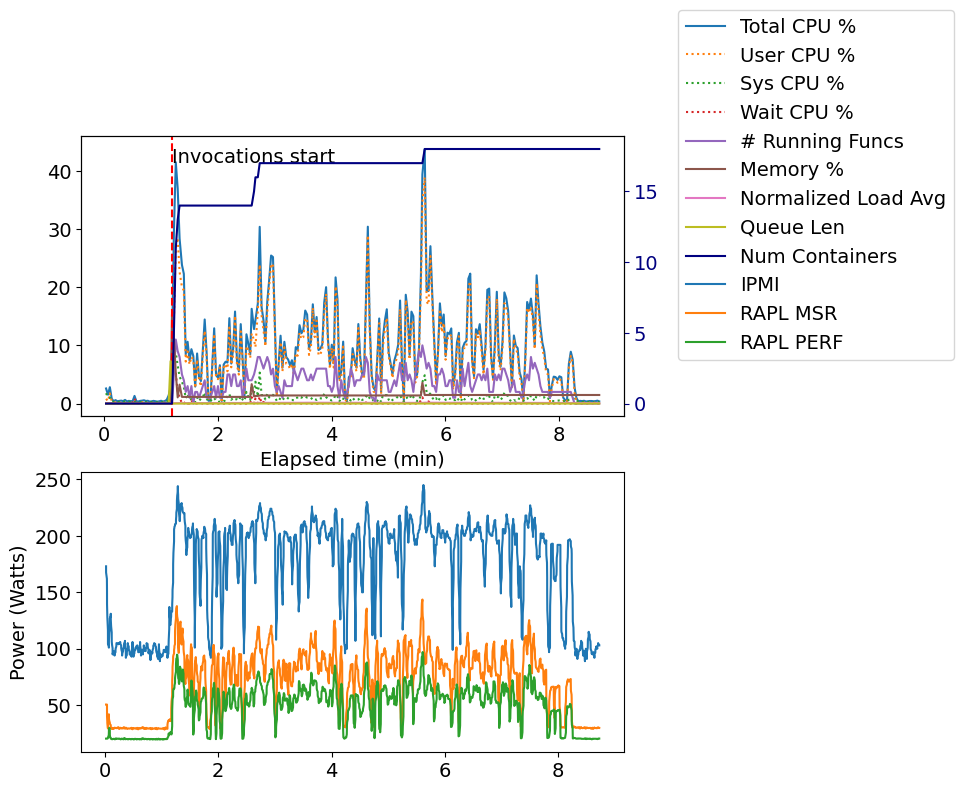 Total CPU %
User CPU %
Sys CPU %
Wait CPU %
# Running Funcs
Memory %
Normalized Load Avg
Queue Len
Num Containers
IPMI
RAPL MSR
RAPL PERF
Invocations start
40
30
20
10
0
15
10
5
0
0 2 4 6 8
Elapsed time (min)
250
200
150
100
50
Power (Watts)
0 2 4 6 8